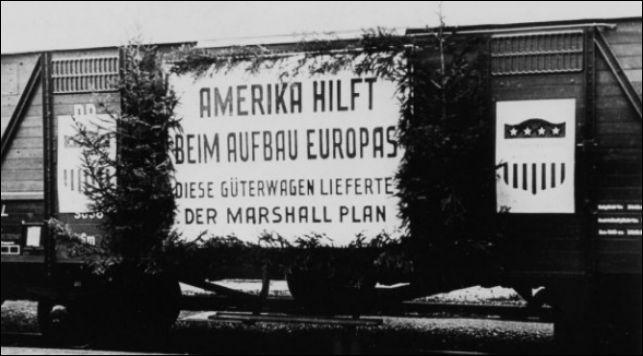 AMERIKA HILFT
BEIM AUFBAU EUROPAS
DIESE GÜTERWAGEN LIEFERTE
DER MARSHALL PLAN